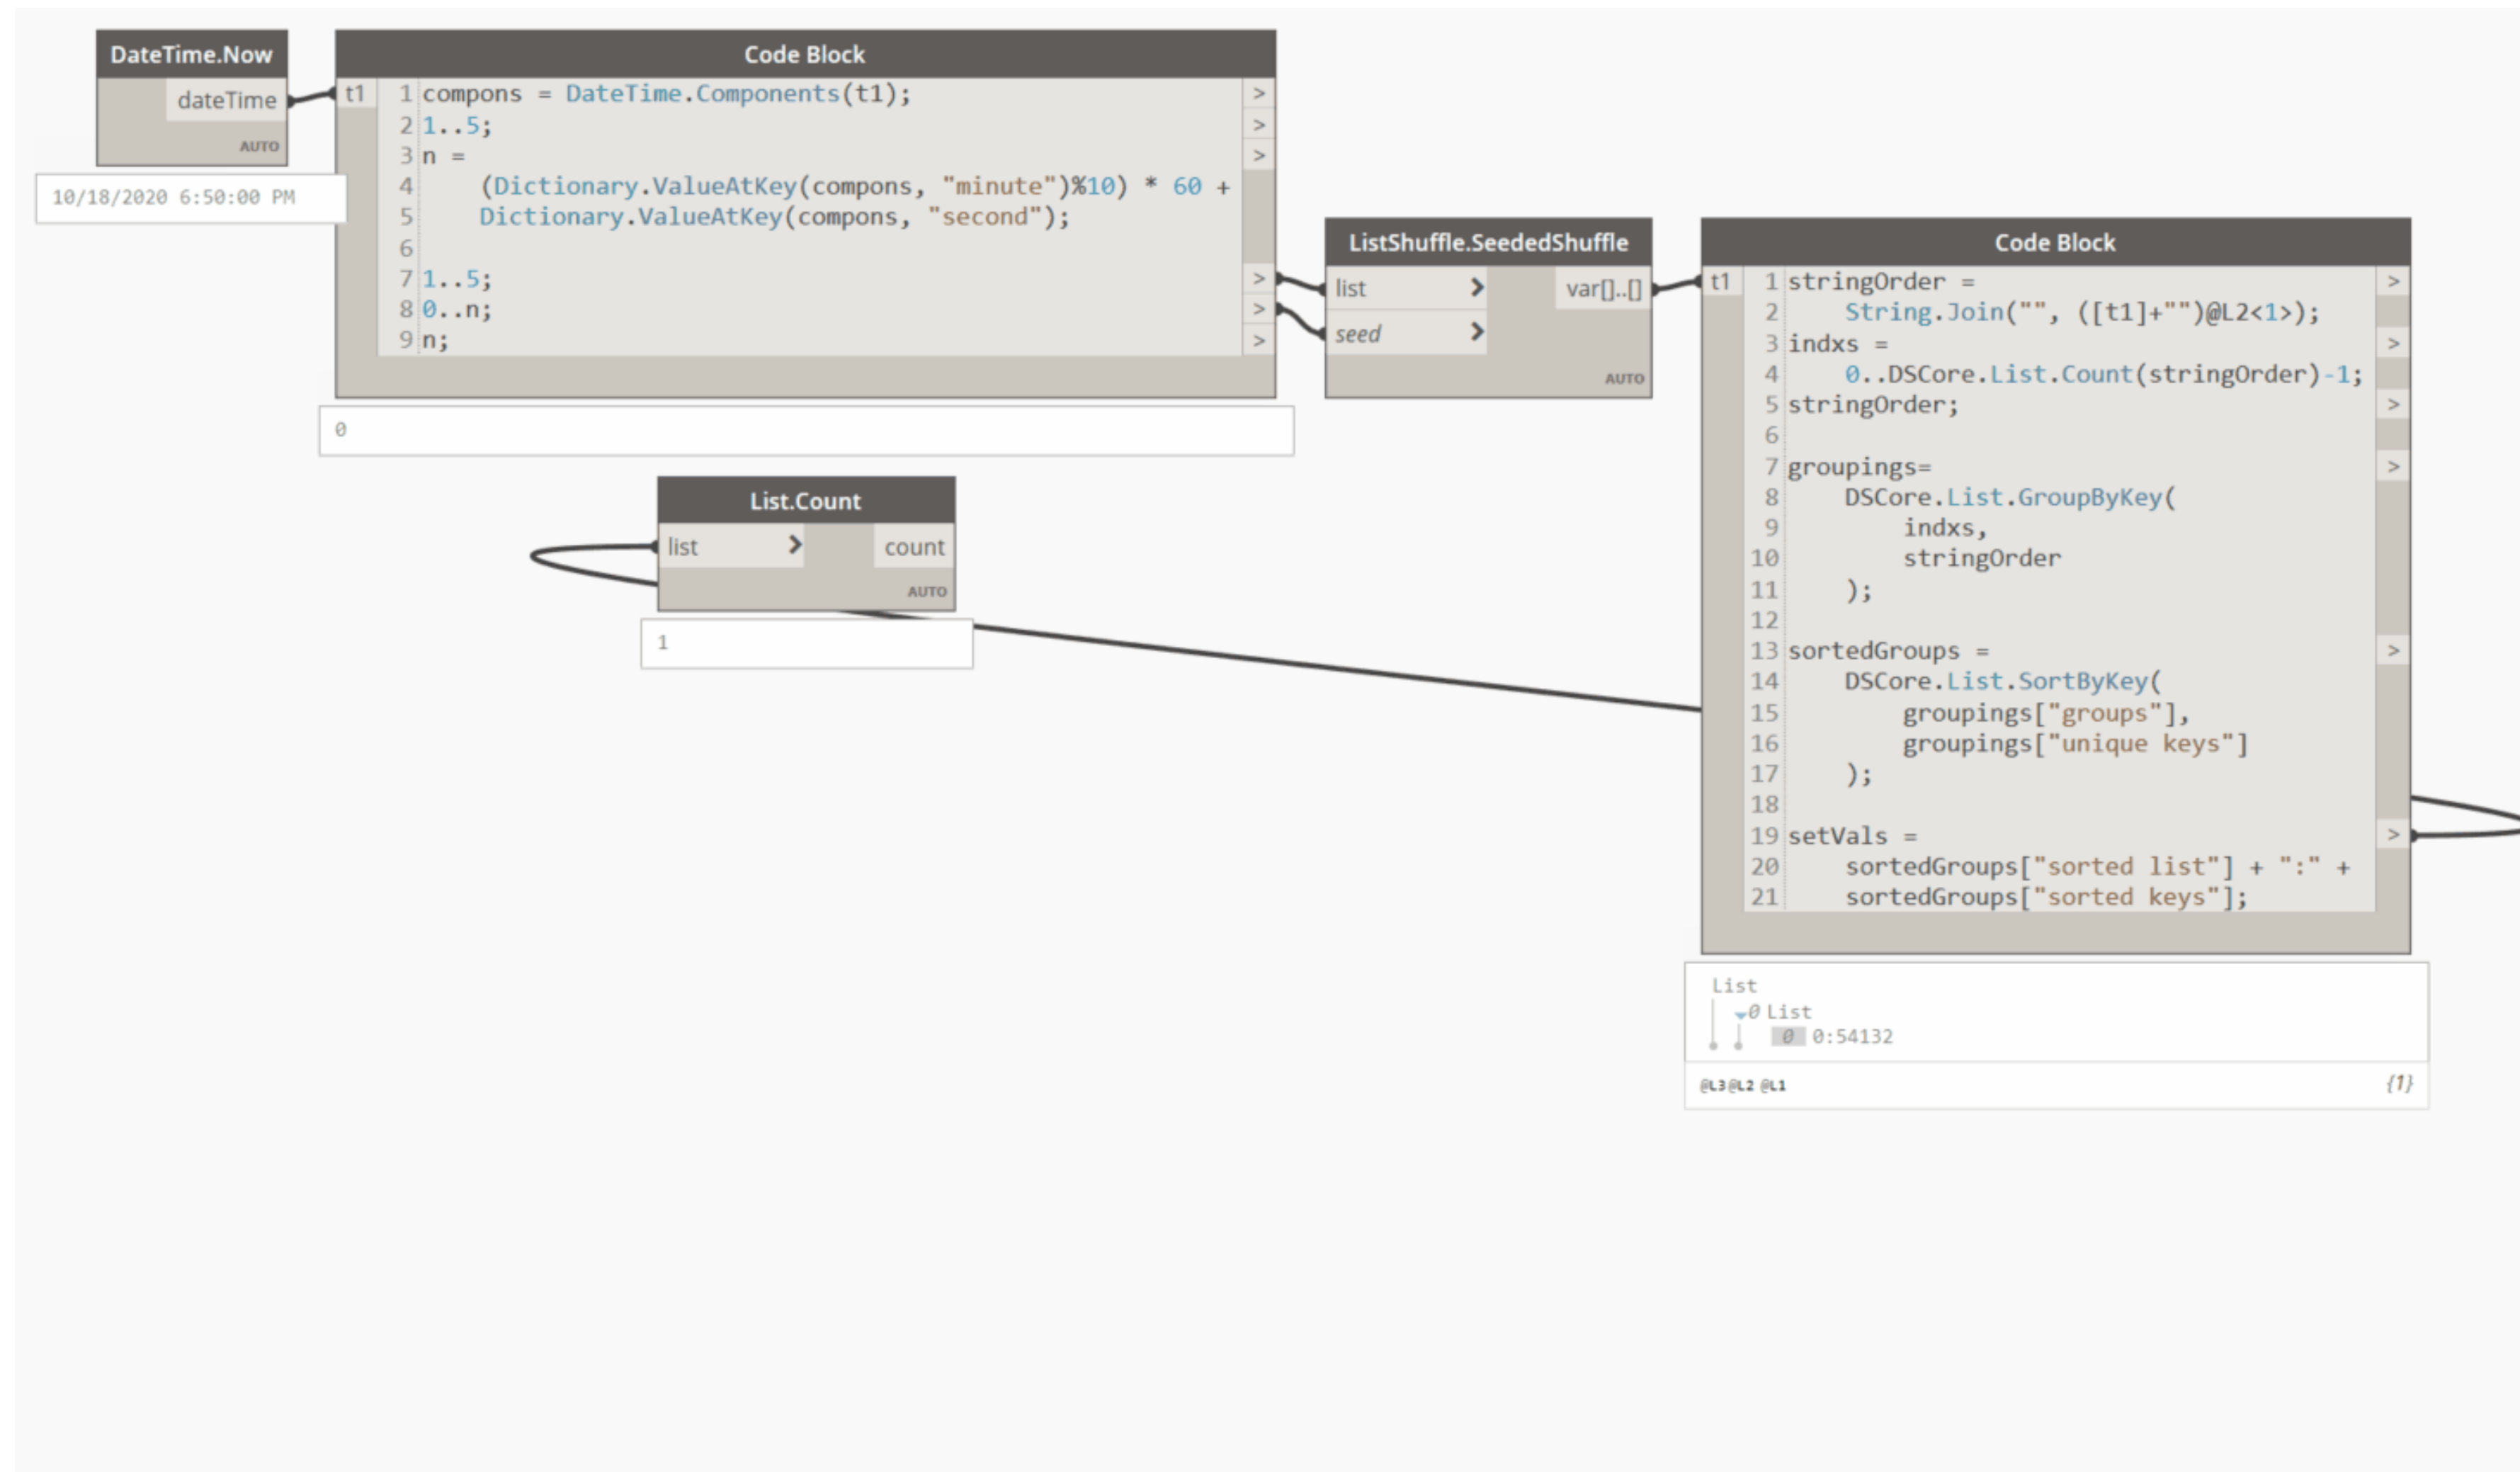 DateTime.Now
dateTime
AUTO
10/18/2020 6:50:00 PM
Code Block
t1
1 compons = DateTime.Components(t1); >
2 1..5; >
3 n = >
4 (Dictionary.ValueAtKey(compons, "minute")%10) * 60 +
5 Dictionary.ValueAtKey(compons, "second");
6
7 1..5; >
8 0..n; >
9 n; >
0
List.Count
list > count
AUTO
1
ListShuffle.SeededShuffle
list > var[]..[]
seed >
AUTO
Code Block
t1
1 stringOrder = >
2 String.Join("", ([t1]+"")@L2<1>);
3 indxs = >
4 0..DSCore.List.Count(stringOrder)-1;
5 stringOrder; >
6
7 groupings= >
8 DSCore.List.GroupByKey(
9 indxs,
10 stringOrder
11 );
12
13 sortedGroups = >
14 DSCore.List.SortByKey(
15 groupings["groups"],
16 groupings["unique keys"]
17 );
18
19 setVals = >
20 sortedGroups["sorted list"] + ":" +
21 sortedGroups["sorted keys"];
List
0 List
0 0:54132
@L3 @L2 @L1 {1}